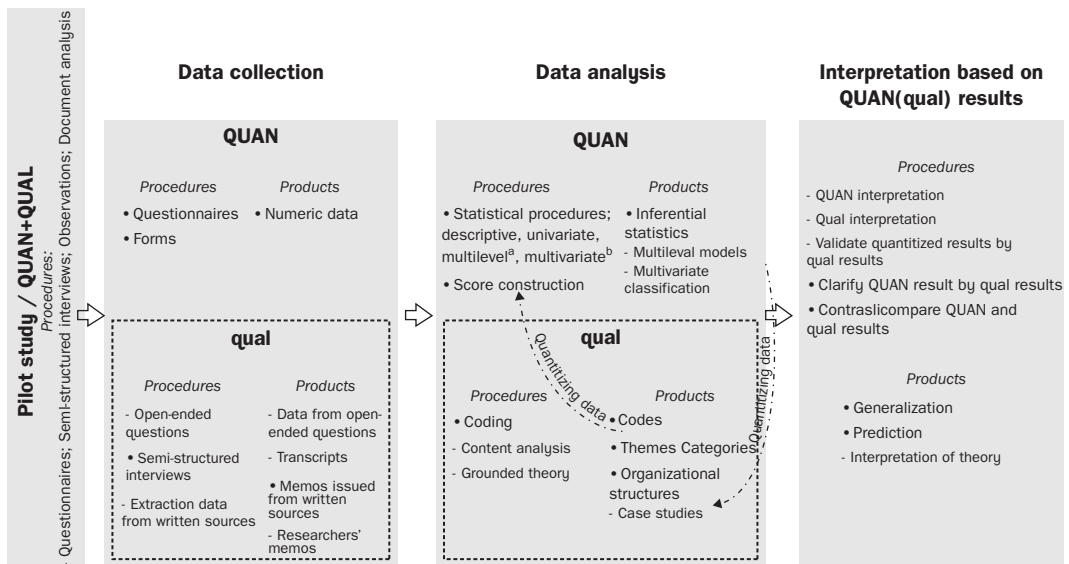 Pilot study / QUAN+QUAL
Procedures:
- Questionnaires; Semi-structured interviews; Observations; Document analysis
Data collection
QUAN
Procedures
• Questionnaires
• Forms
Products
• Numeric data
qual
Procedures
- Open-ended
questions
• Semi-structured
interviews
- Extraction data
from written sources
Products
- Data from open-
ended questions
- Transcripts
• Memos issued
from written
sources
- Researchers'
memos
Data analysis
QUAN
Procedures
• Statistical procedures;
descriptive, univariate,
multilevelᵃ, multivariateᵇ
• Score construction
Products
• Inferential
statistics
- Multileval models
- Multivariate
classification
qual
Procedures
• Coding
- Content analysis
- Grounded theory
Products
• Codes
• Themes Categories
• Organizational
structures
- Case studies
Quantitizing data
Quantitizing data
Interpretation based on
QUAN(qual) results
Procedures
- QUAN interpretation
- Qual interpretation
- Validate quantitized results by
qual results
• Clarify QUAN result by qual results
• Contraslicompare QUAN and
qual results
Products
• Generalization
• Prediction
- Interpretation of theory